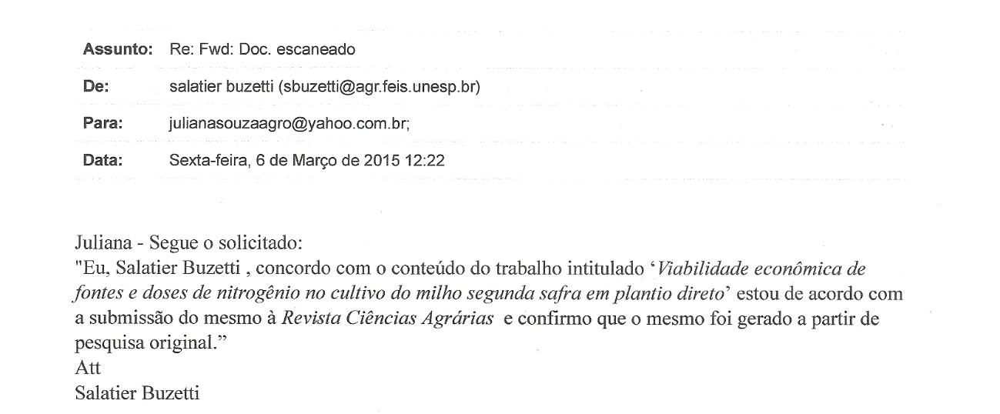 Assunto: Re: Fwd: Doc. escaneado
De: salatier buzetti (sbuzetti@agr.feis.unesp.br)
Para: julianasouzaagro@yahoo.com.br;
Data: Sexta-feira, 6 de Março de 2015 12:22
Juliana - Segue o solicitado:
"Eu, Salatier Buzetti , concordo com o conteúdo do trabalho intitulado ‘Viabilidade econômica de
fontes e doses de nitrogênio no cultivo do milho segunda safra em plantio direto’ estou de acordo com
a submissão do mesmo à Revista Ciências Agrárias e confirmo que o mesmo foi gerado a partir de
pesquisa original.”
Att
Salatier Buzetti